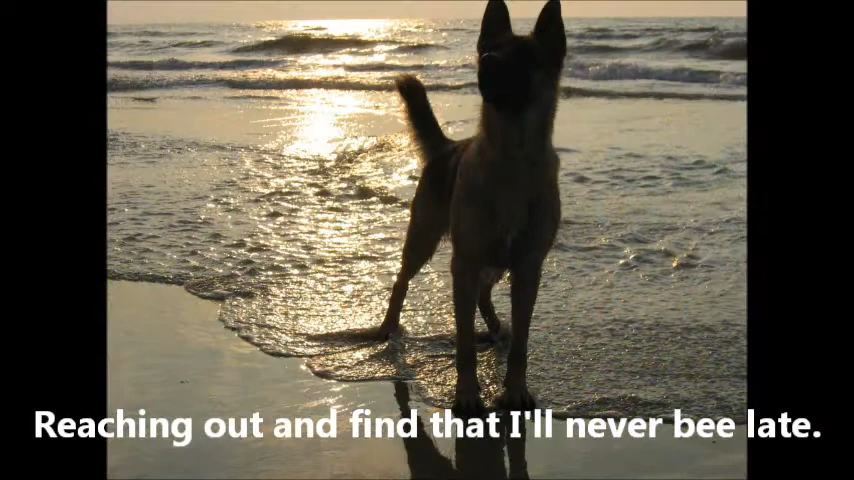 Reaching out and find that I'll never bee late.